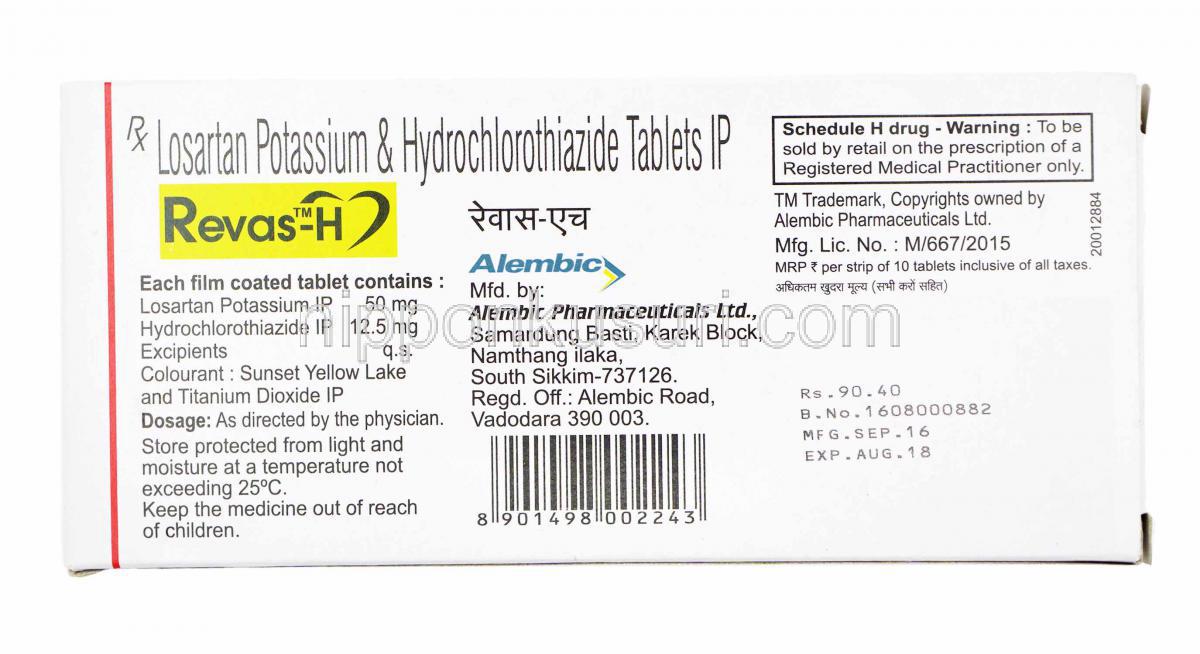 Rx Losartan Potassium & Hydrochlorothiazide Tablets IP
Revas™-H
रेवास-एच
Each film coated tablet contains :
Losartan Potassium IP 50 mg
Hydrochlorothiazide IP 12.5 mg
Excipients q.s.
Colourant : Sunset Yellow Lake
and Titanium Dioxide IP
Dosage: As directed by the physician.
Store protected from light and
moisture at a temperature not
exceeding 25ºC.
Keep the medicine out of reach
of children.
Alembic
Mfd. by:
Alembic Pharmaceuticals Ltd.,
Samardung Basti, Karek Block,
Namthang ilaka,
South Sikkim-737126.
Regd. Off.: Alembic Road,
Vadodara 390 003.
8 901498 002243
Schedule H drug - Warning : To be
sold by retail on the prescription of a
Registered Medical Practitioner only.
TM Trademark, Copyrights owned by
Alembic Pharmaceuticals Ltd.
Mfg. Lic. No. : M/667/2015
MRP ₹ per strip of 10 tablets inclusive of all taxes.
अधिकतम खुदरा मूल्य (सभी करों सहित)
20012884
Rs.90.40
B.No.1608000882
MFG.SEP.16
EXP.AUG.18
nipponkusuri.com